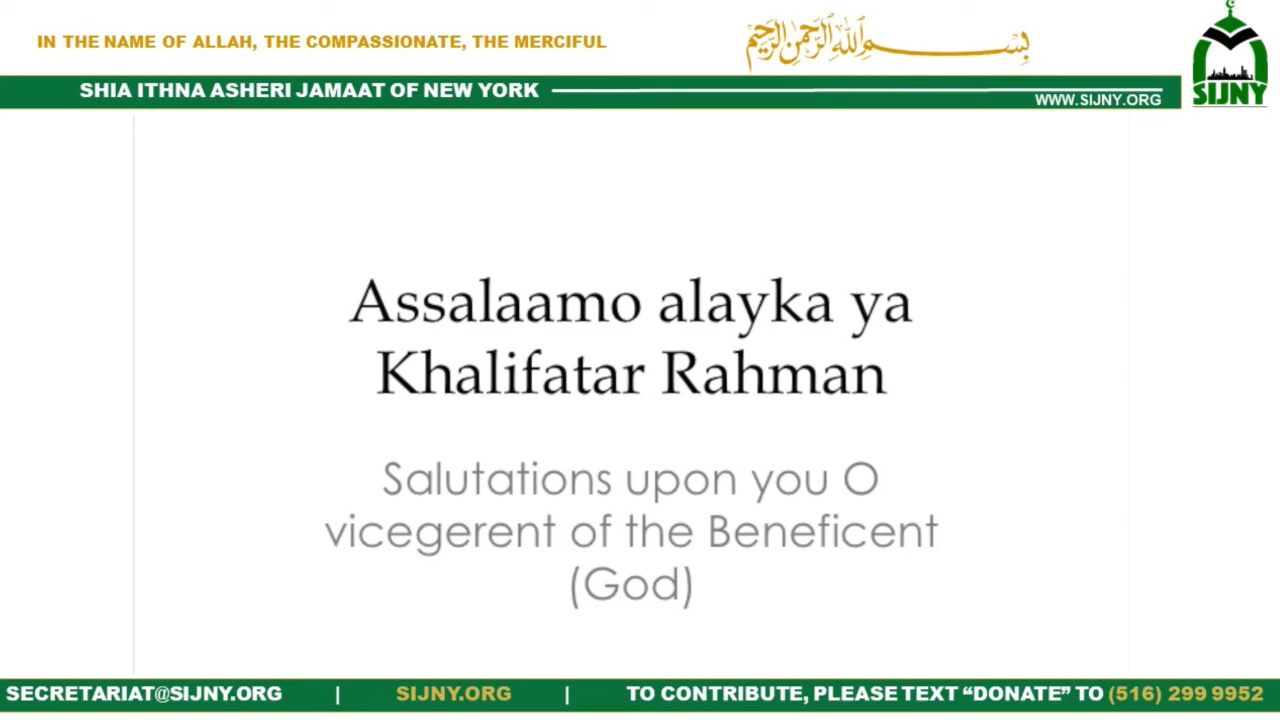 IN THE NAME OF ALLAH, THE COMPASSIONATE, THE MERCIFUL
بسم الله الرحمن الرحيم
SHIA ITHNA ASHERI JAMAAT OF NEW YORK
WWW.SIJNY.ORG
SIJNY
Assalaamo alayka ya
Khalifatar Rahman
Salutations upon you O
vicegerent of the Beneficent
(God)
SECRETARIAT@SIJNY.ORG | SIJNY.ORG | TO CONTRIBUTE, PLEASE TEXT “DONATE” TO (516) 299 9952